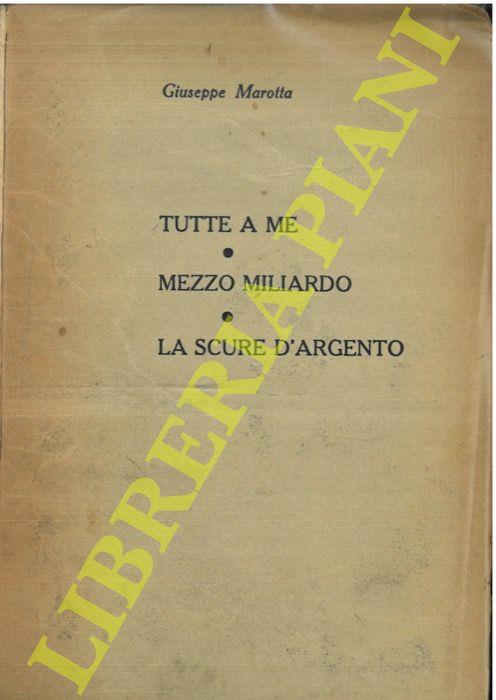 Giuseppe Marotta
TUTTE A ME
•
MEZZO MILIARDO
•
LA SCURE D'ARGENTO
LIBRERIA PIANI